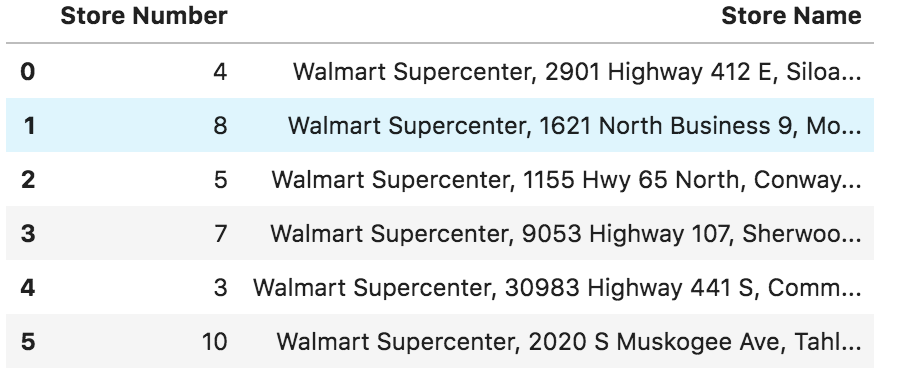 Store Number Store Name
0 4 Walmart Supercenter, 2901 Highway 412 E, Siloa...
1 8 Walmart Supercenter, 1621 North Business 9, Mo...
2 5 Walmart Supercenter, 1155 Hwy 65 North, Conway...
3 7 Walmart Supercenter, 9053 Highway 107, Sherwoo...
4 3 Walmart Supercenter, 30983 Highway 441 S, Comm...
5 10 Walmart Supercenter, 2020 S Muskogee Ave, Tahl...